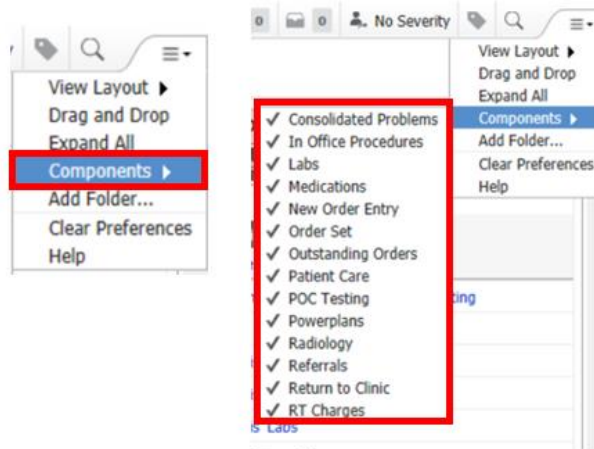 View Layout
Drag and Drop
Expand All
Components
Add Folder...
Clear Preferences
Help
0
0
No Severity
View Layout
Drag and Drop
Expand All
Components
Add Folder...
Clear Preferences
Help
Consolidated Problems
In Office Procedures
Labs
Medications
New Order Entry
Order Set
Outstanding Orders
Patient Care
POC Testing
Powerplans
Radiology
Referrals
Return to Clinic
RT Charges
ting
s Labs